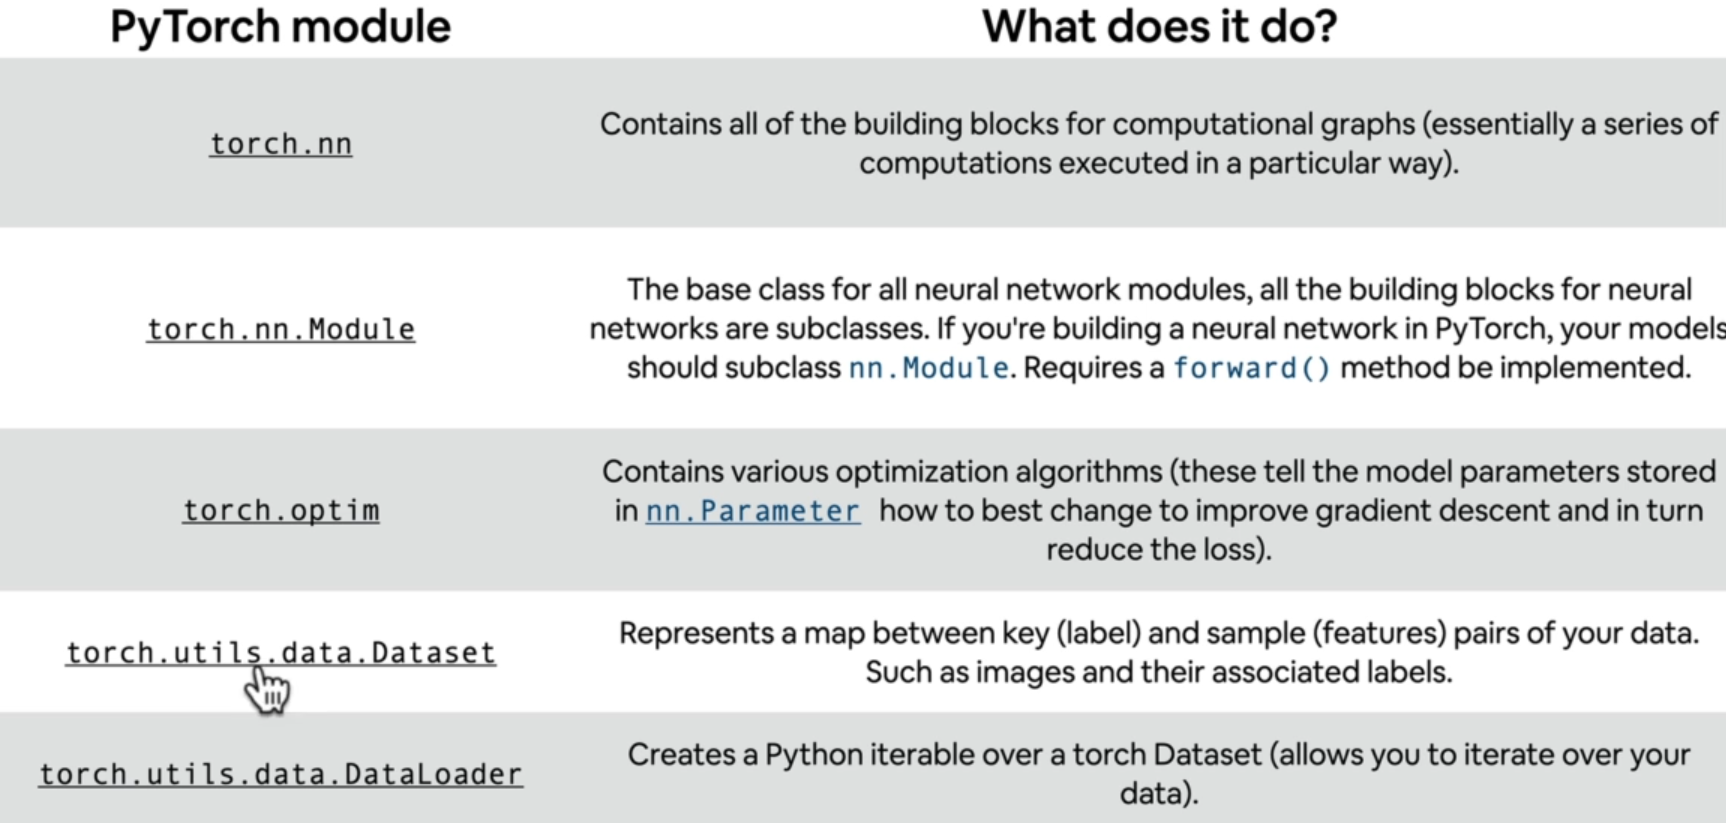 PyTorch module
What does it do?
torch.nn
Contains all of the building blocks for computational graphs (essentially a series of
computations executed in a particular way).
torch.nn.Module
The base class for all neural network modules, all the building blocks for neural
networks are subclasses. If you're building a neural network in PyTorch, your models
should subclass nn.Module. Requires a forward() method be implemented.
torch.optim
Contains various optimization algorithms (these tell the model parameters stored
in nn.Parameter how to best change to improve gradient descent and in turn
reduce the loss).
torch.utils.data.Dataset
Represents a map between key (label) and sample (features) pairs of your data.
Such as images and their associated labels.
torch.utils.data.DataLoader
Creates a Python iterable over a torch Dataset (allows you to iterate over your
data).